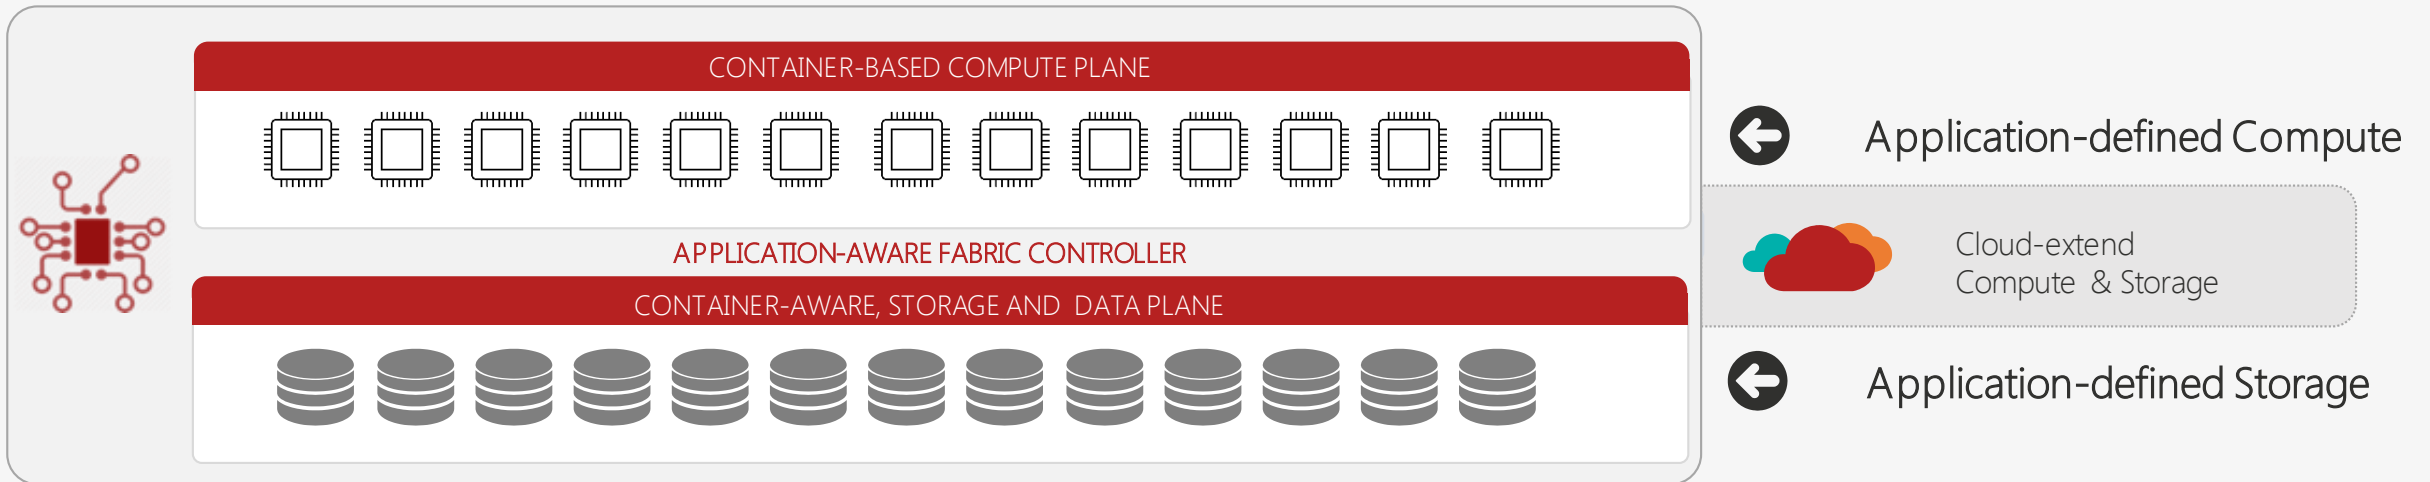 CONTAINER-BASED COMPUTE PLANE
Application-defined Compute
APPLICATION-AWARE FABRIC CONTROLLER
Cloud-extend
Compute & Storage
CONTAINER-AWARE, STORAGE AND DATA PLANE
Application-defined Storage